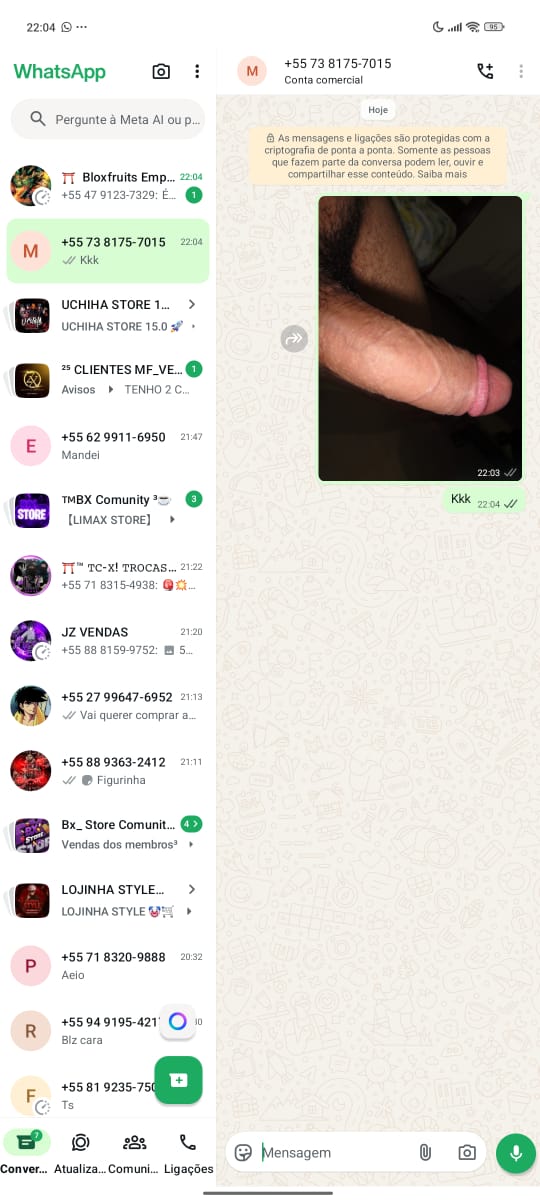 22:04
95
WhatsApp
Pergunte à Meta AI ou p...
⛩️ Bloxfruits Emp... 22:04
+55 47 9123-7329: É... 1
M
+55 73 8175-7015 22:04
Kkk
UCHIHA STORE 1...
UCHIHA STORE 15.0 🚀 ·
²⁵ CLIENTES MF_VE... 1
Avisos ▸ TENHO 2 C...
E
+55 62 9911-6950 21:47
Mandei
STORE
™BX Comunity ³☕ 3
【LIMAX STORE】 ▸
⛩️™ TC-X! TROCAS... 21:22
+55 71 8315-4938: ...
JZ VENDAS 21:20
+55 88 8159-9752: 5...
+55 27 99647-6952 21:13
Vai querer comprar a...
+55 88 9363-2412 21:11
Figurinha
Bx_ Store Comunit... 4 >
Vendas dos membros³ ▸
LOJINHA STYLE...
LOJINHA STYLE 🤡🛒 ▸
P
+55 71 8320-9888 20:32
Aeio
R
+55 94 9195-421
Blz cara
F
+55 81 9235-750
Ts
7
Conver... Atualiza... Comuni... Ligações
M
+55 73 8175-7015
Conta comercial
Hoje
As mensagens e ligações são protegidas com a
criptografia de ponta a ponta. Somente as pessoas
que fazem parte da conversa podem ler, ouvir e
compartilhar esse conteúdo. Saiba mais
22:03
Kkk 22:04
Mensagem